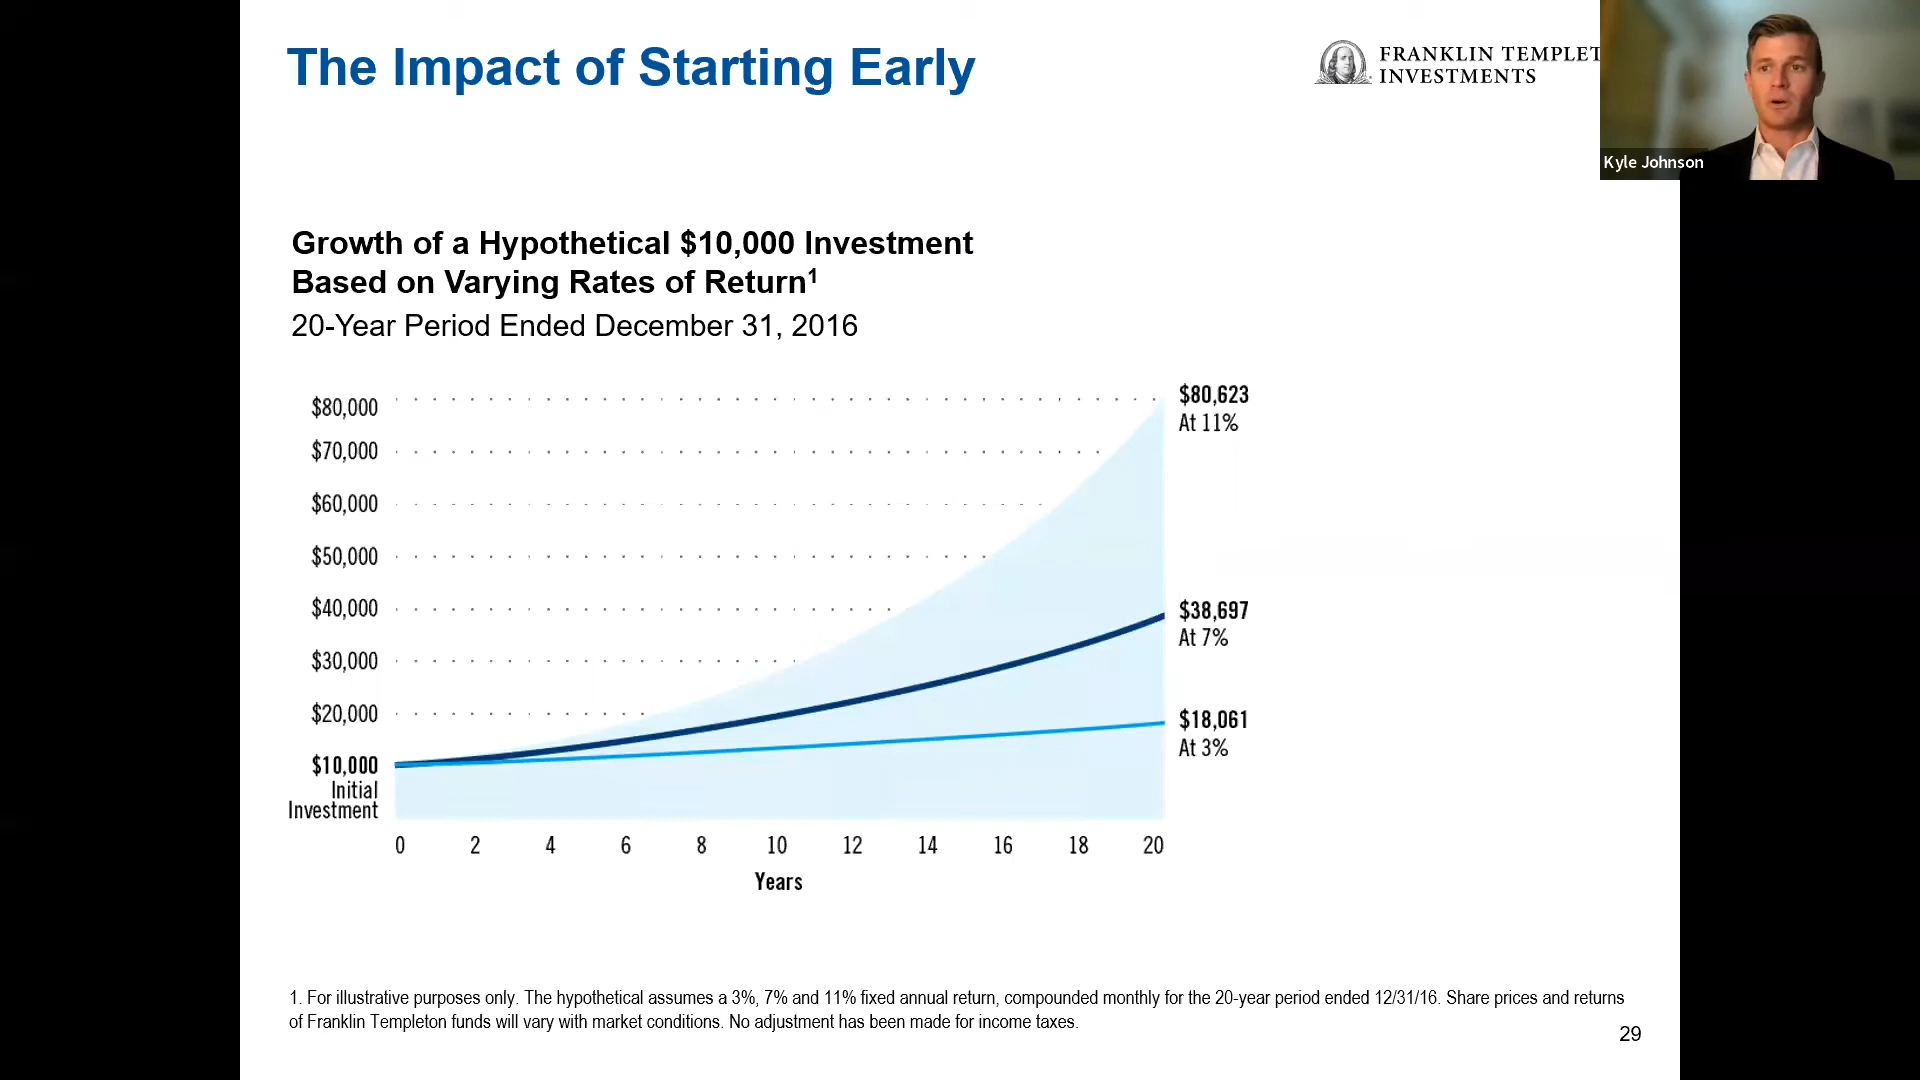 The Impact of Starting Early
FRANKLIN TEMPLET
INVESTMENTS
Kyle Johnson
Growth of a Hypothetical $10,000 Investment
Based on Varying Rates of Return¹
20-Year Period Ended December 31, 2016
$80,000
$70,000
$60,000
$50,000
$40,000
$30,000
$20,000
$10,000
Initial
Investment
$80,623
At 11%
$38,697
At 7%
$18,061
At 3%
0 2 4 6 8 10 12 14 16 18 20
Years
1. For illustrative purposes only. The hypothetical assumes a 3%, 7% and 11% fixed annual return, compounded monthly for the 20-year period ended 12/31/16. Share prices and returns
of Franklin Templeton funds will vary with market conditions. No adjustment has been made for income taxes.
29